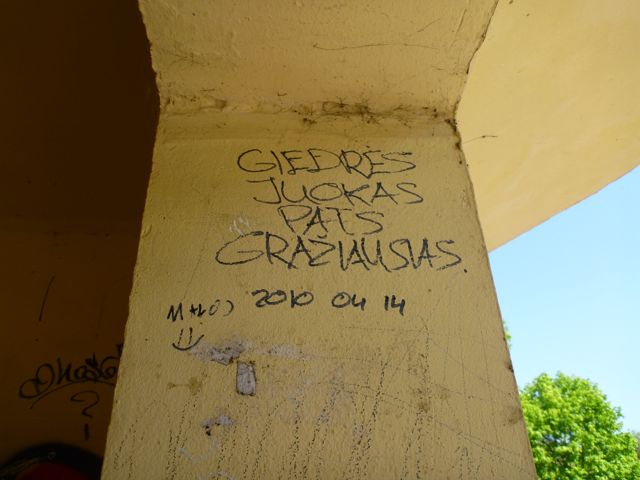 GIEDRĖS
JUOKAS
PATS
GRAŽIAUSIAS.
2010 04 14